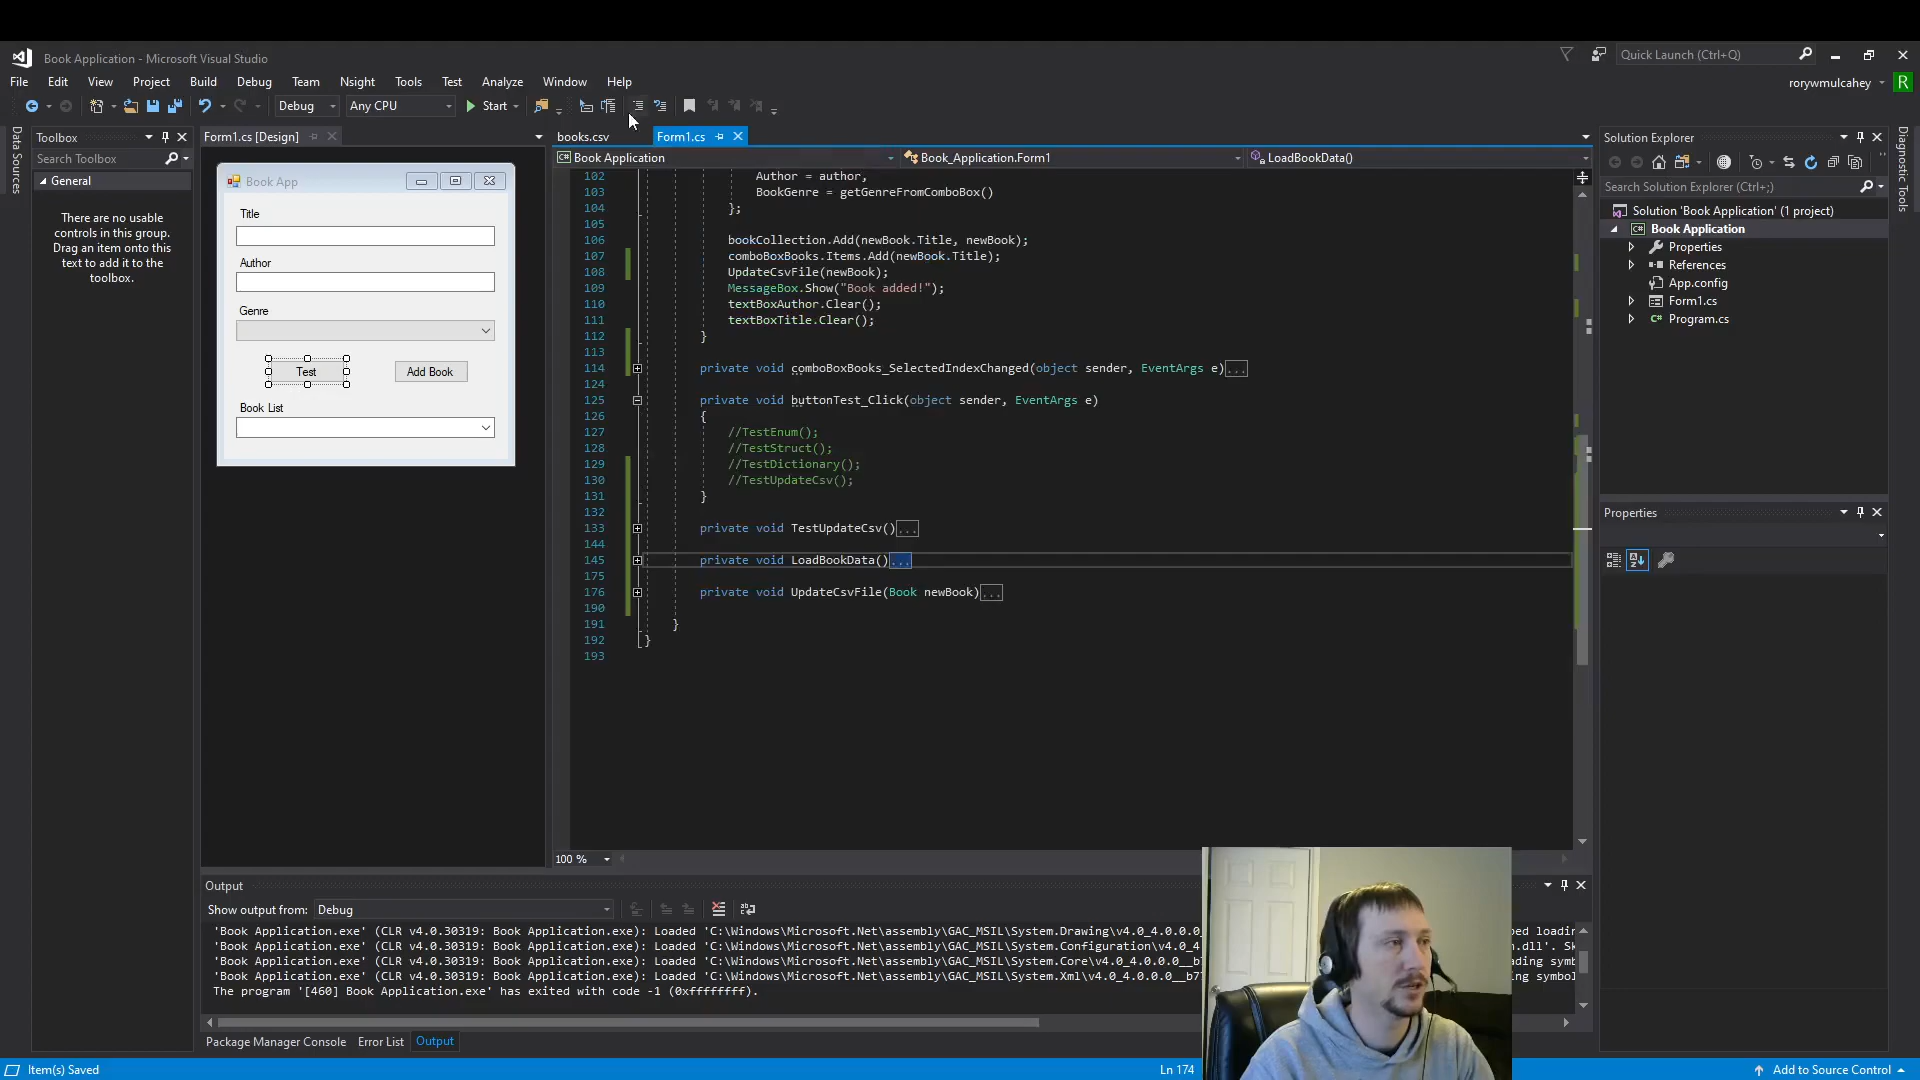 Book Application - Microsoft Visual Studio
Quick Launch (Ctrl+Q)
File Edit View Project Build Debug Team Nsight Tools Test Analyze Window Help
rorywmulcahey R
Debug Any CPU Start
Data Sources
Toolbox
Search Toolbox
General
There are no usable
controls in this group.
Drag an item onto this
text to add it to the
toolbox.
Form1.cs [Design]
Book App
Title
Author
Genre
Test Add Book
Book List
books.csv Form1.cs
Book Application Book_Application.Form1 LoadBookData()
102 Author = author,
103 BookGenre = getGenreFromComboBox()
104 };
105
106 bookCollection.Add(newBook.Title, newBook);
107 comboBoxBooks.Items.Add(newBook.Title);
108 UpdateCsvFile(newBook);
109 MessageBox.Show("Book added!");
110 textBoxAuthor.Clear();
111 textBoxTitle.Clear();
112 }
113
114 private void comboBoxBooks_SelectedIndexChanged(object sender, EventArgs e)...
124
125 private void buttonTest_Click(object sender, EventArgs e)
126 {
127 //TestEnum();
128 //TestStruct();
129 //TestDictionary();
130 //TestUpdateCsv();
131 }
132
133 private void TestUpdateCsv()...
144
145 private void LoadBookData()...
175
176 private void UpdateCsvFile(Book newBook)...
190
191 }
192 }
193
100 %
Solution Explorer
Search Solution Explorer (Ctrl+;)
Solution 'Book Application' (1 project)
Book Application
Properties
References
App.config
Form1.cs
Program.cs
Properties
Diagnostic Tools
Output
Show output from: Debug
'Book Application.exe' (CLR v4.0.30319: Book Application.exe): Loaded 'C:\Windows\Microsoft.Net\assembly\GAC_MSIL\System.Drawing\v4.0_4.0.0.0_
'Book Application.exe' (CLR v4.0.30319: Book Application.exe): Loaded 'C:\Windows\Microsoft.Net\assembly\GAC_MSIL\System.Configuration\v4.0_4
'Book Application.exe' (CLR v4.0.30319: Book Application.exe): Loaded 'C:\Windows\Microsoft.Net\assembly\GAC_MSIL\System.Core\v4.0_4.0.0.0__b7
'Book Application.exe' (CLR v4.0.30319: Book Application.exe): Loaded 'C:\Windows\Microsoft.Net\assembly\GAC_MSIL\System.Xml\v4.0_4.0.0.0__b77
The program '[460] Book Application.exe' has exited with code -1 (0xffffffff).
Package Manager Console Error List Output
Item(s) Saved Ln 174 Add to Source Control